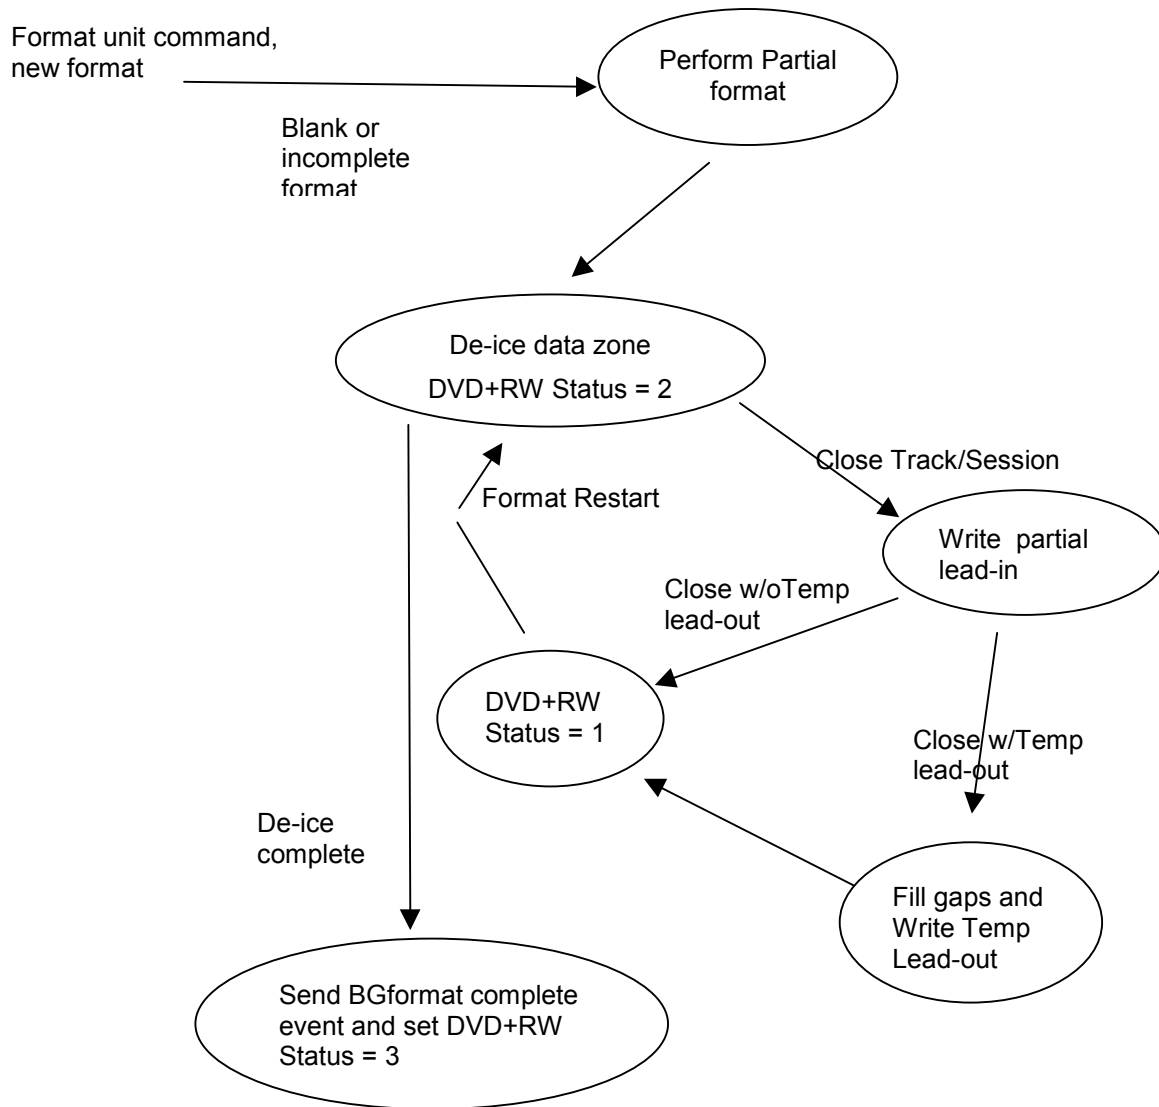 Format unit command,
new format
Perform Partial
format
Blank or
incomplete
format
De-ice data zone
DVD+RW Status = 2
Close Track/Session
Format Restart
Write  partial
lead-in
Close w/oTemp
lead-out
DVD+RW
Status = 1
Close w/Temp
lead-out
De-ice
complete
Fill gaps and
Write Temp
Lead-out
Send BGformat complete
event and set DVD+RW
Status = 3